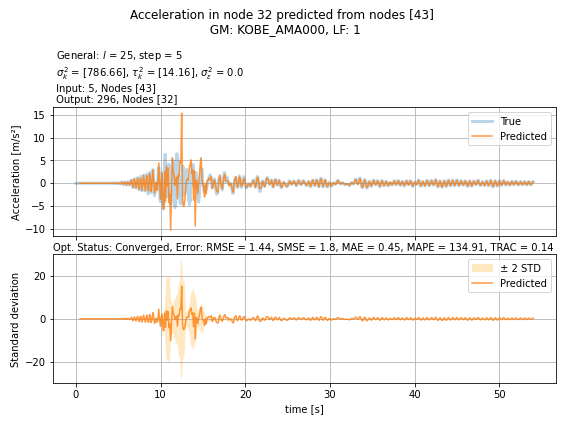 Acceleration in node 32 predicted from nodes [43]
GM: KOBE_AMA000, LF: 1
General: l = 25, step = 5
σ²ₖ = [786.66], τ²ₖ = [14.16], σ²ε = 0.0
Input: 5, Nodes [43]
Output: 296, Nodes [32]
15
10
5
0
−5
−10
Acceleration [m/s²]
True
Predicted
Opt. Status: Converged, Error: RMSE = 1.44, SMSE = 1.8, MAE = 0.45, MAPE = 134.91, TRAC = 0.14
20
0
−20
Standard deviation
± 2 STD
Predicted
0 10 20 30 40 50
time [s]